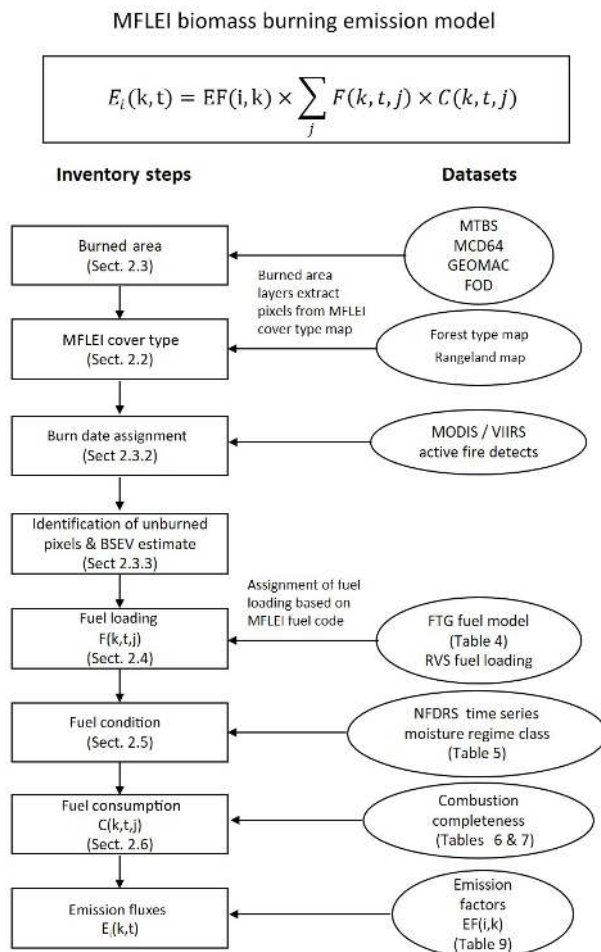 MFLEI biomass burning emission model
E_i(k,t) = EF(i,k) × ∑_j F(k,t,j) × C(k,t,j)
Inventory steps
Datasets
Burned area
(Sect. 2.3)
MTBS
MCD64
GEOMAC
FOD
Burned area
layers extract
pixels from MFLEI
cover type map
MFLEI cover type
(Sect. 2.2)
Forest type map
Rangeland map
Burn date assignment
(Sect 2.3.2)
MODIS / VIIRS
active fire detects
Identification of unburned
pixels & BSEV estimate
(Sect 2.3.3)
Assignment of fuel
loading based on
MFLEI fuel code
Fuel loading
F(k,t,j)
(Sect. 2.4)
FTG fuel model
(Table 4)
RVS fuel loading
Fuel condition
(Sect. 2.5)
NFDRS time series
moisture regime class
(Table 5)
Fuel consumption
C(k,t,j)
(Sect. 2.6)
Combustion
completeness
(Tables 6 & 7)
Emission fluxes
E_i(k,t)
Emission
factors
EF(i,k)
(Table 9)